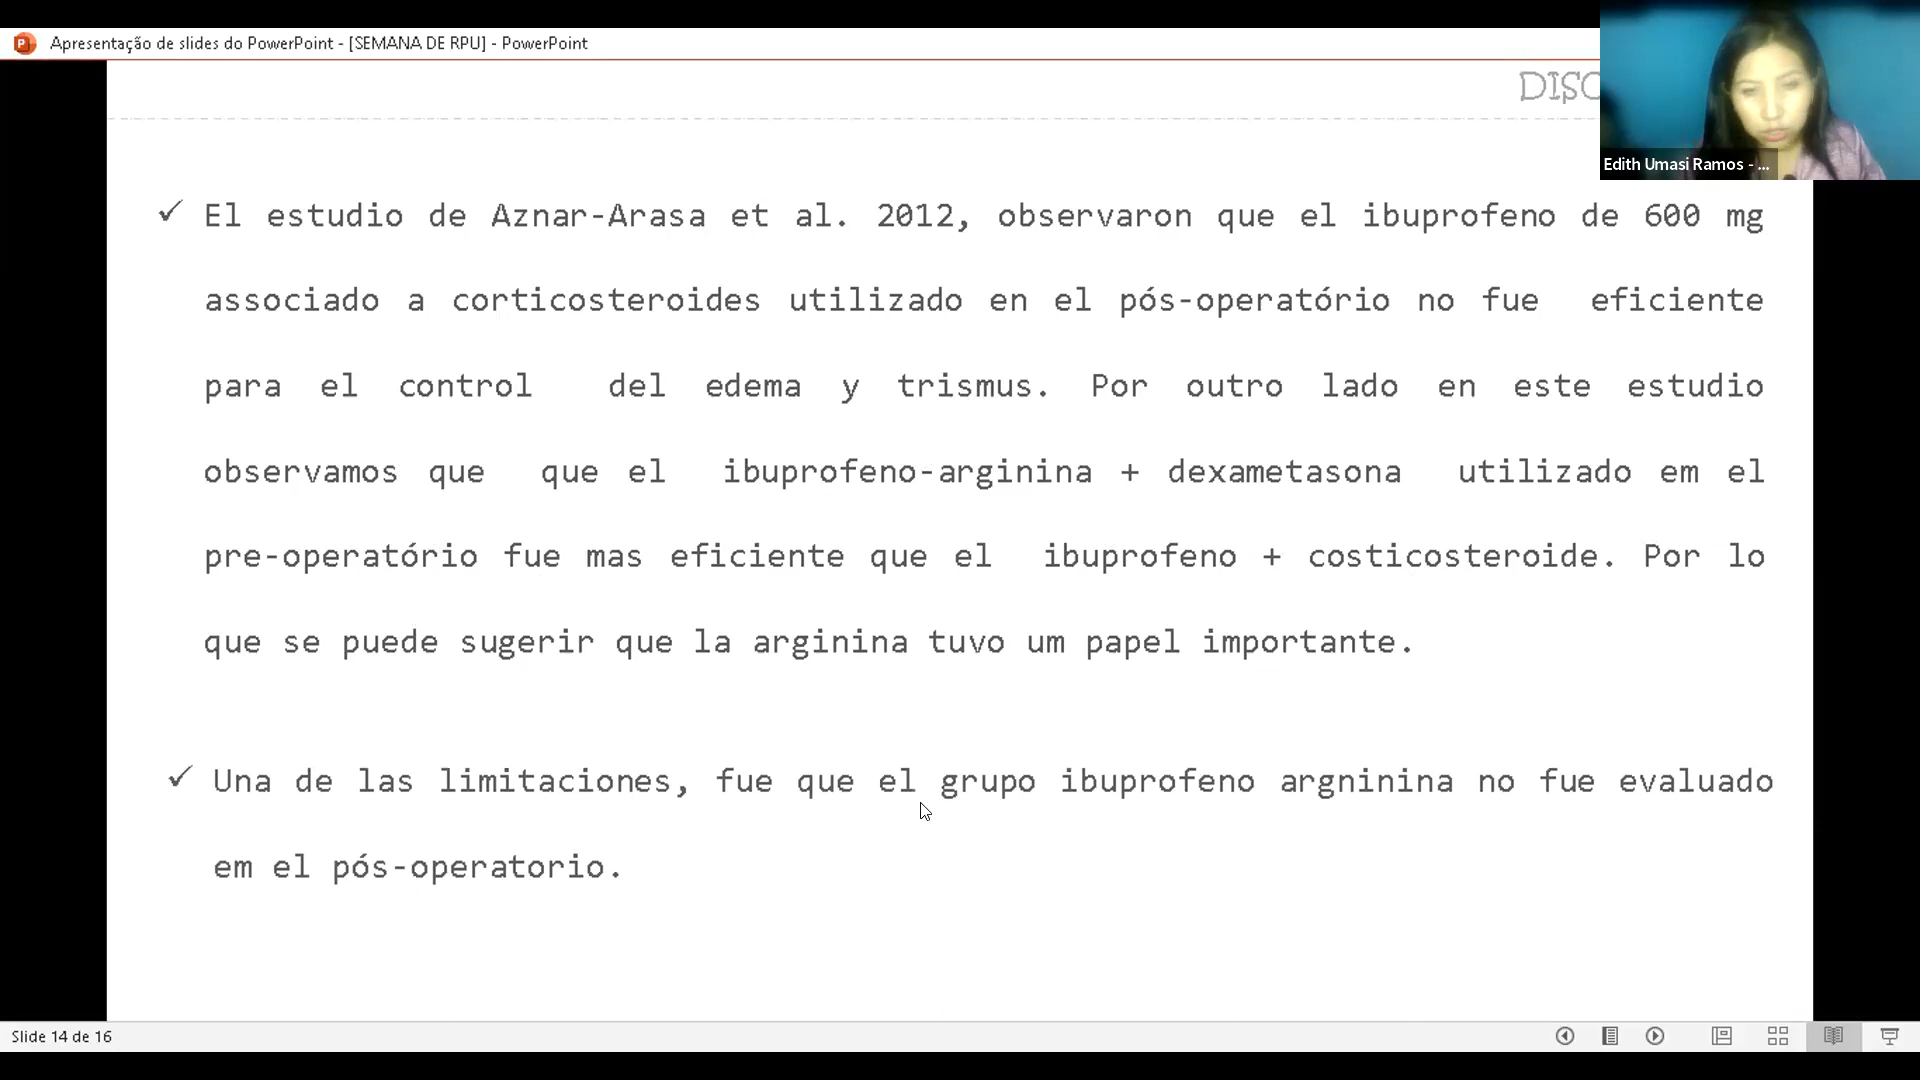 Apresentação de slides do PowerPoint - [SEMANA DE RPU] - PowerPoint
Edith Umasi Ramos - ...
✓ El estudio de Aznar-Arasa et al. 2012, observaron que el ibuprofeno de 600 mg
associado a corticosteroides utilizado en el pós-operatório no fue eficiente
para el control del edema y trismus. Por outro lado en este estudio
observamos que que el ibuprofeno-arginina + dexametasona utilizado em el
pre-operatório fue mas eficiente que el ibuprofeno + costicosteroide. Por lo
que se puede sugerir que la arginina tuvo um papel importante.
✓ Una de las limitaciones, fue que el grupo ibuprofeno argninina no fue evaluado
em el pós-operatorio.
Slide 14 de 16